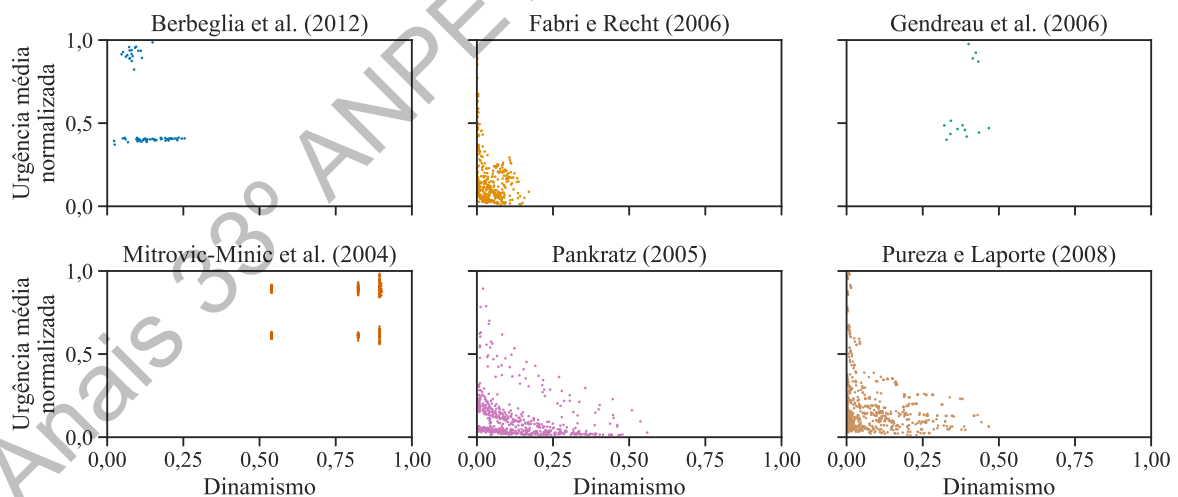 Berbeglia et al. (2012)
Fabri e Recht (2006)
Gendreau et al. (2006)
Urgência média
normalizada
1,0
0,5
0,0
Mitrovic-Minic et al. (2004)
Pankratz (2005)
Pureza e Laporte (2008)
Urgência média
normalizada
1,0
0,5
0,0
0,00 0,25 0,50 0,75 1,00
0,00 0,25 0,50 0,75 1,00
0,00 0,25 0,50 0,75 1,00
Dinamismo
Dinamismo
Dinamismo
Anais 33º ANPE